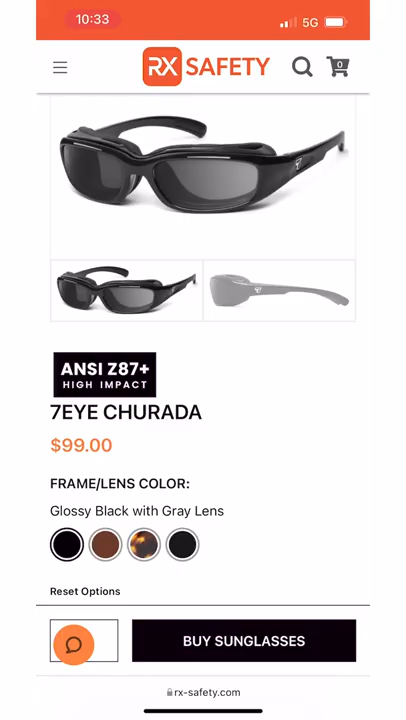 10:33
5G
RX SAFETY
0
ANSI Z87+
HIGH IMPACT
7EYE CHURADA
$99.00
FRAME/LENS COLOR:
Glossy Black with Gray Lens
Reset Options
BUY SUNGLASSES
rx-safety.com